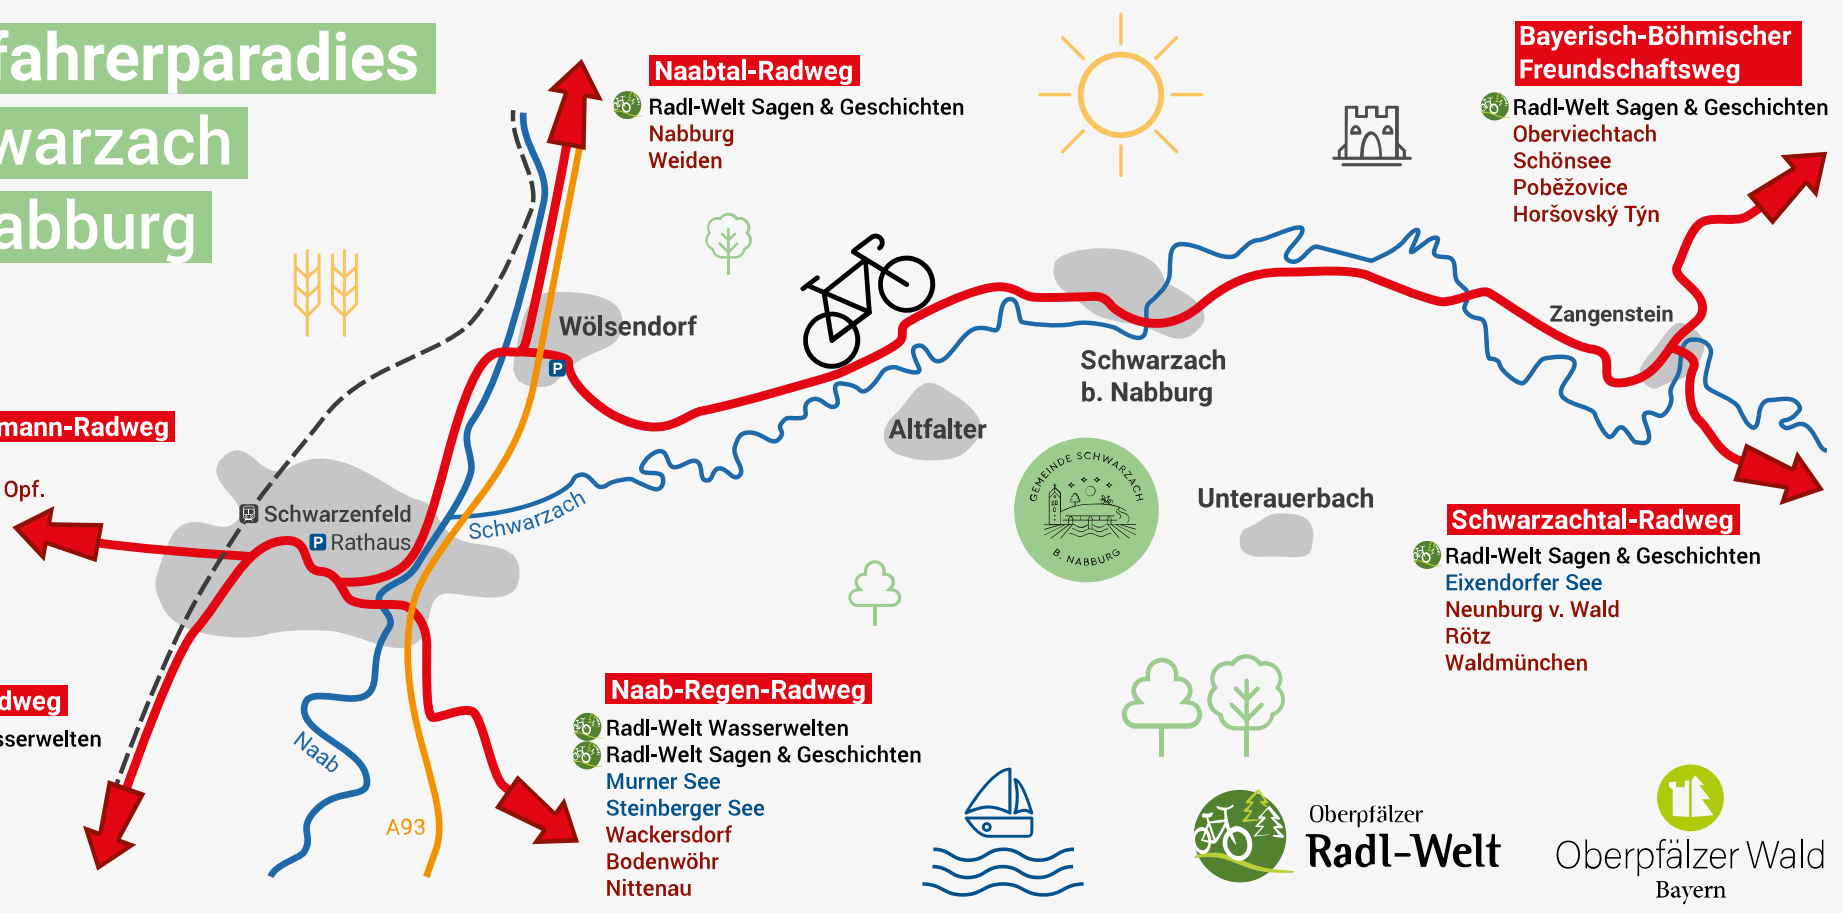 fahrerparadies
warzach
abburg
Naabtal-Radweg
Radl-Welt Sagen & Geschichten
Nabburg
Weiden
Bayerisch-Böhmischer
Freundschaftsweg
Radl-Welt Sagen & Geschichten
Oberviechtach
Schönsee
Poběžovice
Horšovský Týn
Wölsendorf
P
Zangenstein
Schwarzach
b. Nabburg
Altfalter
mann-Radweg
Opf.
Schwarzenfeld
P Rathaus
Schwarzach
GEMEINDE SCHWARZACH
B. NABBURG
Unterauerbach
Schwarzachtal-Radweg
Radl-Welt Sagen & Geschichten
Eixendorfer See
Neunburg v. Wald
Rötz
Waldmünchen
dweg
sserwelten
Naab
A93
Naab-Regen-Radweg
Radl-Welt Wasserwelten
Radl-Welt Sagen & Geschichten
Murner See
Steinberger See
Wackersdorf
Bodenwöhr
Nittenau
Oberpfälzer
Radl-Welt
Oberpfälzer Wald
Bayern